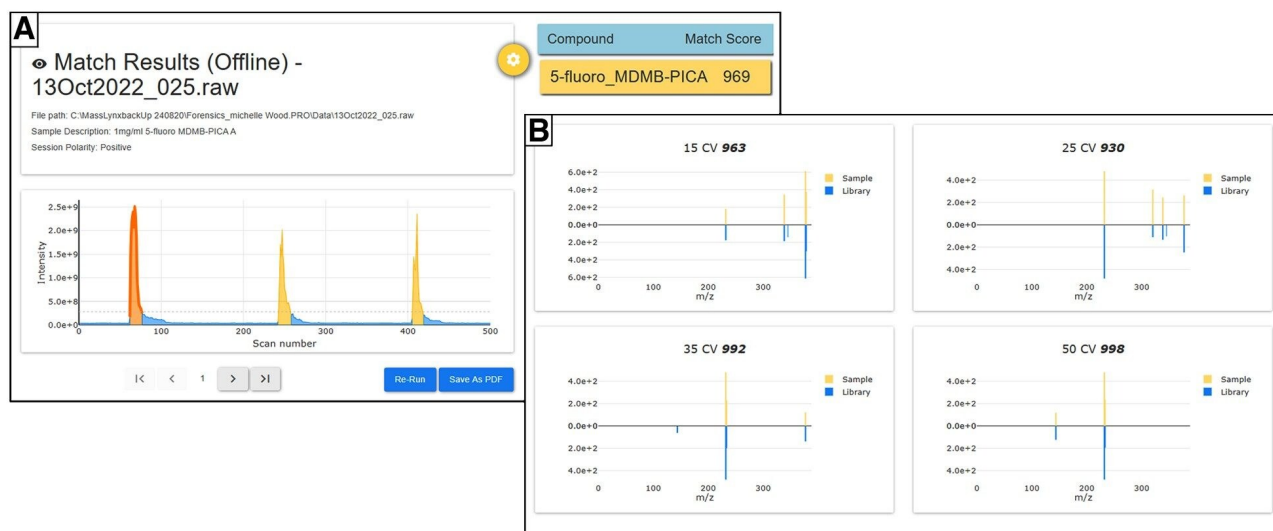 A
Match Results (Offline) -
13Oct2022_025.raw
File path: C:\MassLynxbackUp 240820\Forensics_michelle Wood.PRO\Data\13Oct2022_025.raw
Sample Description: 1mg/ml 5-fluoro MDMB-PICA A
Session Polarity: Positive
Compound Match Score
5-fluoro_MDMB-PICA 969
2.5e+9
2.0e+9
1.5e+9
1.0e+9
5.0e+8
0.0e+0
Intensity
0 100 200 300 400 500
Scan number
1
Re-Run Save As PDF
B
15 CV 963
6.0e+2
4.0e+2
2.0e+2
0.0e+0
2.0e+2
4.0e+2
6.0e+2
0 100 200 300
m/z
Sample
Library
25 CV 930
4.0e+2
2.0e+2
0.0e+0
2.0e+2
4.0e+2
0 100 200 300
m/z
Sample
Library
35 CV 992
4.0e+2
2.0e+2
0.0e+0
2.0e+2
4.0e+2
0 100 200 300
m/z
Sample
Library
50 CV 998
4.0e+2
2.0e+2
0.0e+0
2.0e+2
4.0e+2
0 100 200 300
m/z
Sample
Library